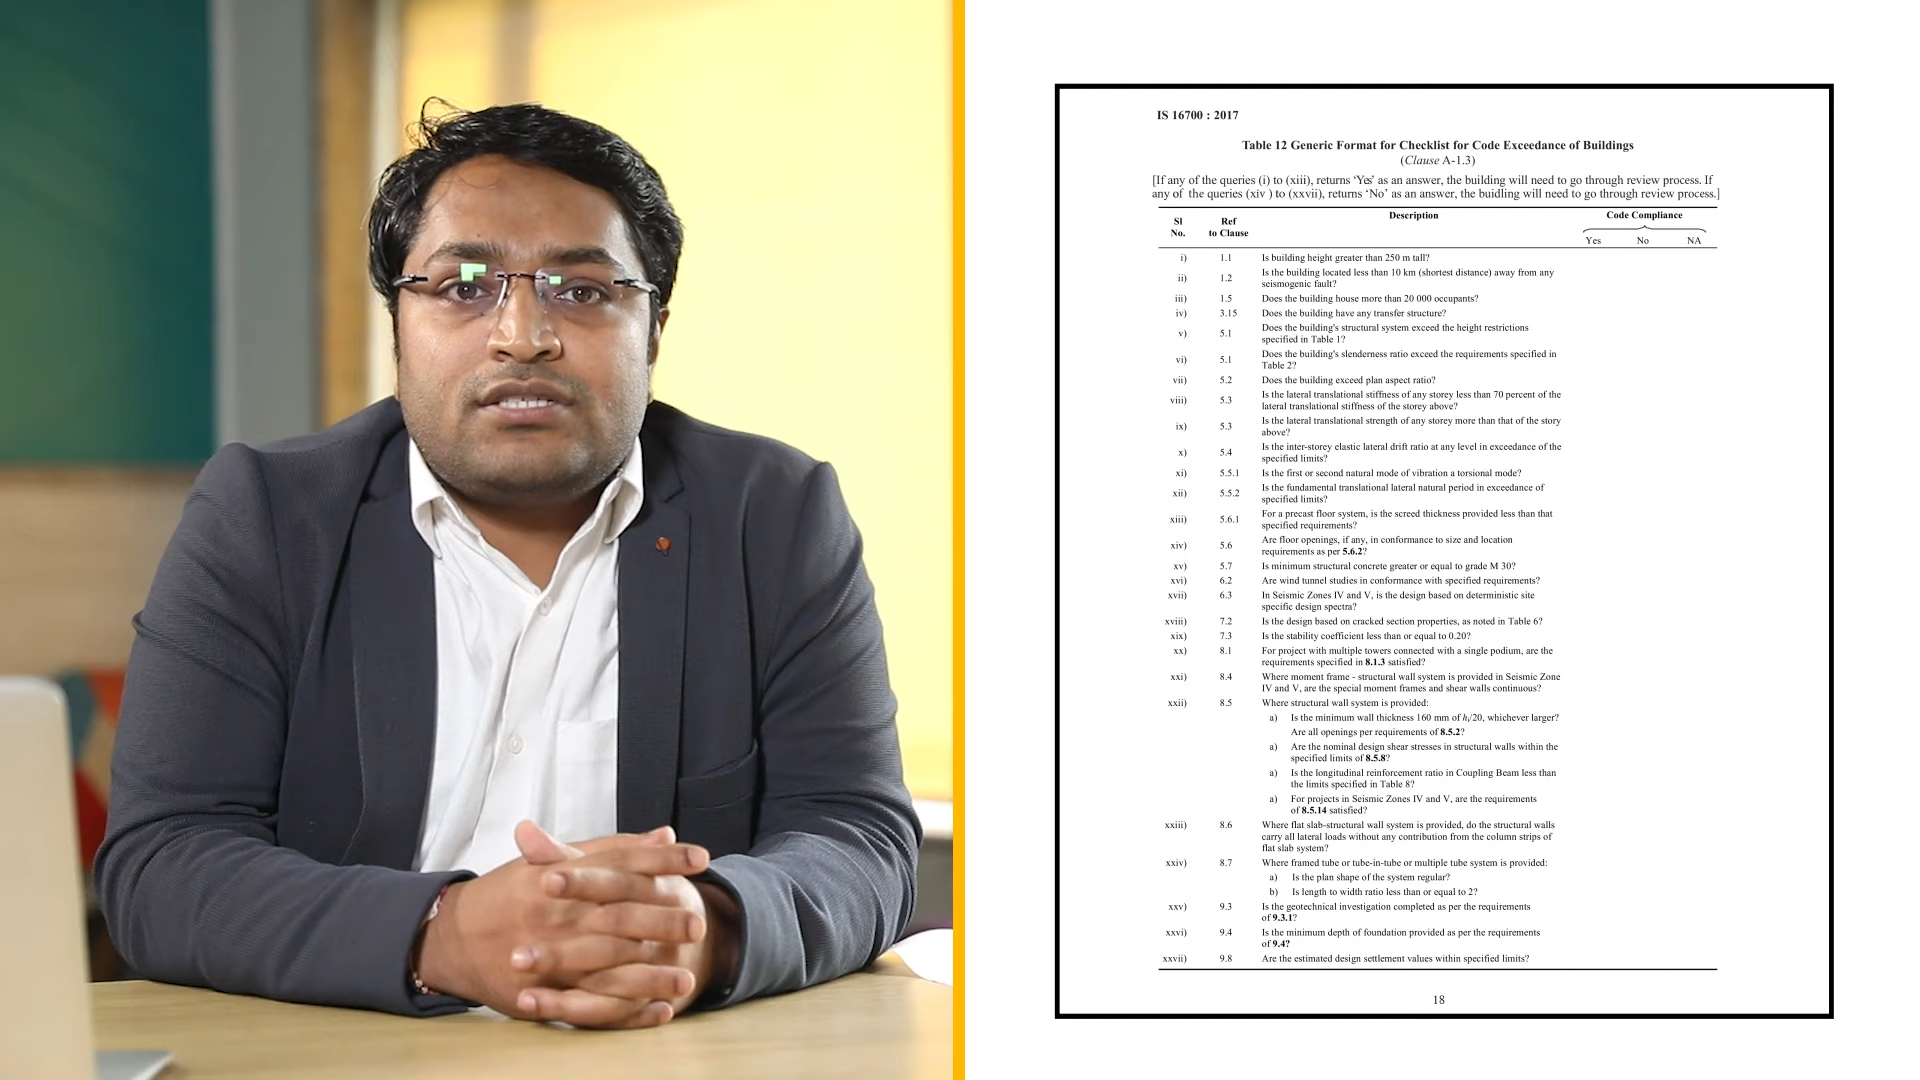 IS 16700 : 2017
Table 12 Generic Format for Checklist for Code Exceedance of Buildings
(Clause A-1.3)
[If any of the queries (i) to (xiii), returns ‘Yes’ as an answer, the building will need to go through review process. If
any of the queries (xiv ) to (xxvii), returns ‘No’ as an answer, the buidling will need to go through review process.]
Sl No. Ref to Clause Description Code Compliance
Yes No NA
i) 1.1 Is building height greater than 250 m tall?
ii) 1.2 Is the building located less than 10 km (shortest distance) away from any
seismogenic fault?
iii) 1.5 Does the building house more than 20 000 occupants?
iv) 3.15 Does the building have any transfer structure?
v) 5.1 Does the building's structural system exceed the height restrictions
specified in Table 1?
vi) 5.1 Does the building's slenderness ratio exceed the requirements specified in
Table 2?
vii) 5.2 Does the building exceed plan aspect ratio?
viii) 5.3 Is the lateral translational stiffness of any storey less than 70 percent of the
lateral translational stiffness of the storey above?
ix) 5.3 Is the lateral translational strength of any storey more than that of the story
above?
x) 5.4 Is the inter-storey elastic lateral drift ratio at any level in exceedance of the
specified limits?
xi) 5.5.1 Is the first or second natural mode of vibration a torsional mode?
xii) 5.5.2 Is the fundamental translational lateral natural period in exceedance of
specified limits?
xiii) 5.6.1 For a precast floor system, is the screed thickness provided less than that
specified requirements?
xiv) 5.6 Are floor openings, if any, in conformance to size and location
requirements as per 5.6.2?
xv) 5.7 Is minimum structural concrete greater or equal to grade M 30?
xvi) 6.2 Are wind tunnel studies in conformance with specified requirements?
xvii) 6.3 In Seismic Zones IV and V, is the design based on deterministic site
specific design spectra?
xviii) 7.2 Is the design based on cracked section properties, as noted in Table 6?
xix) 7.3 Is the stability coefficient less than or equal to 0.20?
xx) 8.1 For project with multiple towers connected with a single podium, are the
requirements specified in 8.1.3 satisfied?
xxi) 8.4 Where moment frame - structural wall system is provided in Seismic Zone
IV and V, are the special moment frames and shear walls continuous?
xxii) 8.5 Where structural wall system is provided:
a) Is the minimum wall thickness 160 mm of hi/20, whichever larger?
Are all openings per requirements of 8.5.2?
a) Are the nominal design shear stresses in structural walls within the
specified limits of 8.5.8?
a) Is the longitudinal reinforcement ratio in Coupling Beam less than
the limits specified in Table 8?
a) For projects in Seismic Zones IV and V, are the requirements
of 8.5.14 satisfied?
xxiii) 8.6 Where flat slab-structural wall system is provided, do the structural walls
carry all lateral loads without any contribution from the column strips of
flat slab system?
xxiv) 8.7 Where framed tube or tube-in-tube or multiple tube system is provided:
a) Is the plan shape of the system regular?
b) Is length to width ratio less than or equal to 2?
xxv) 9.3 Is the geotechnical investigation completed as per the requirements
of 9.3.1?
xxvi) 9.4 Is the minimum depth of foundation provided as per the requirements
of 9.4?
xxvii) 9.8 Are the estimated design settlement values within specified limits?
18